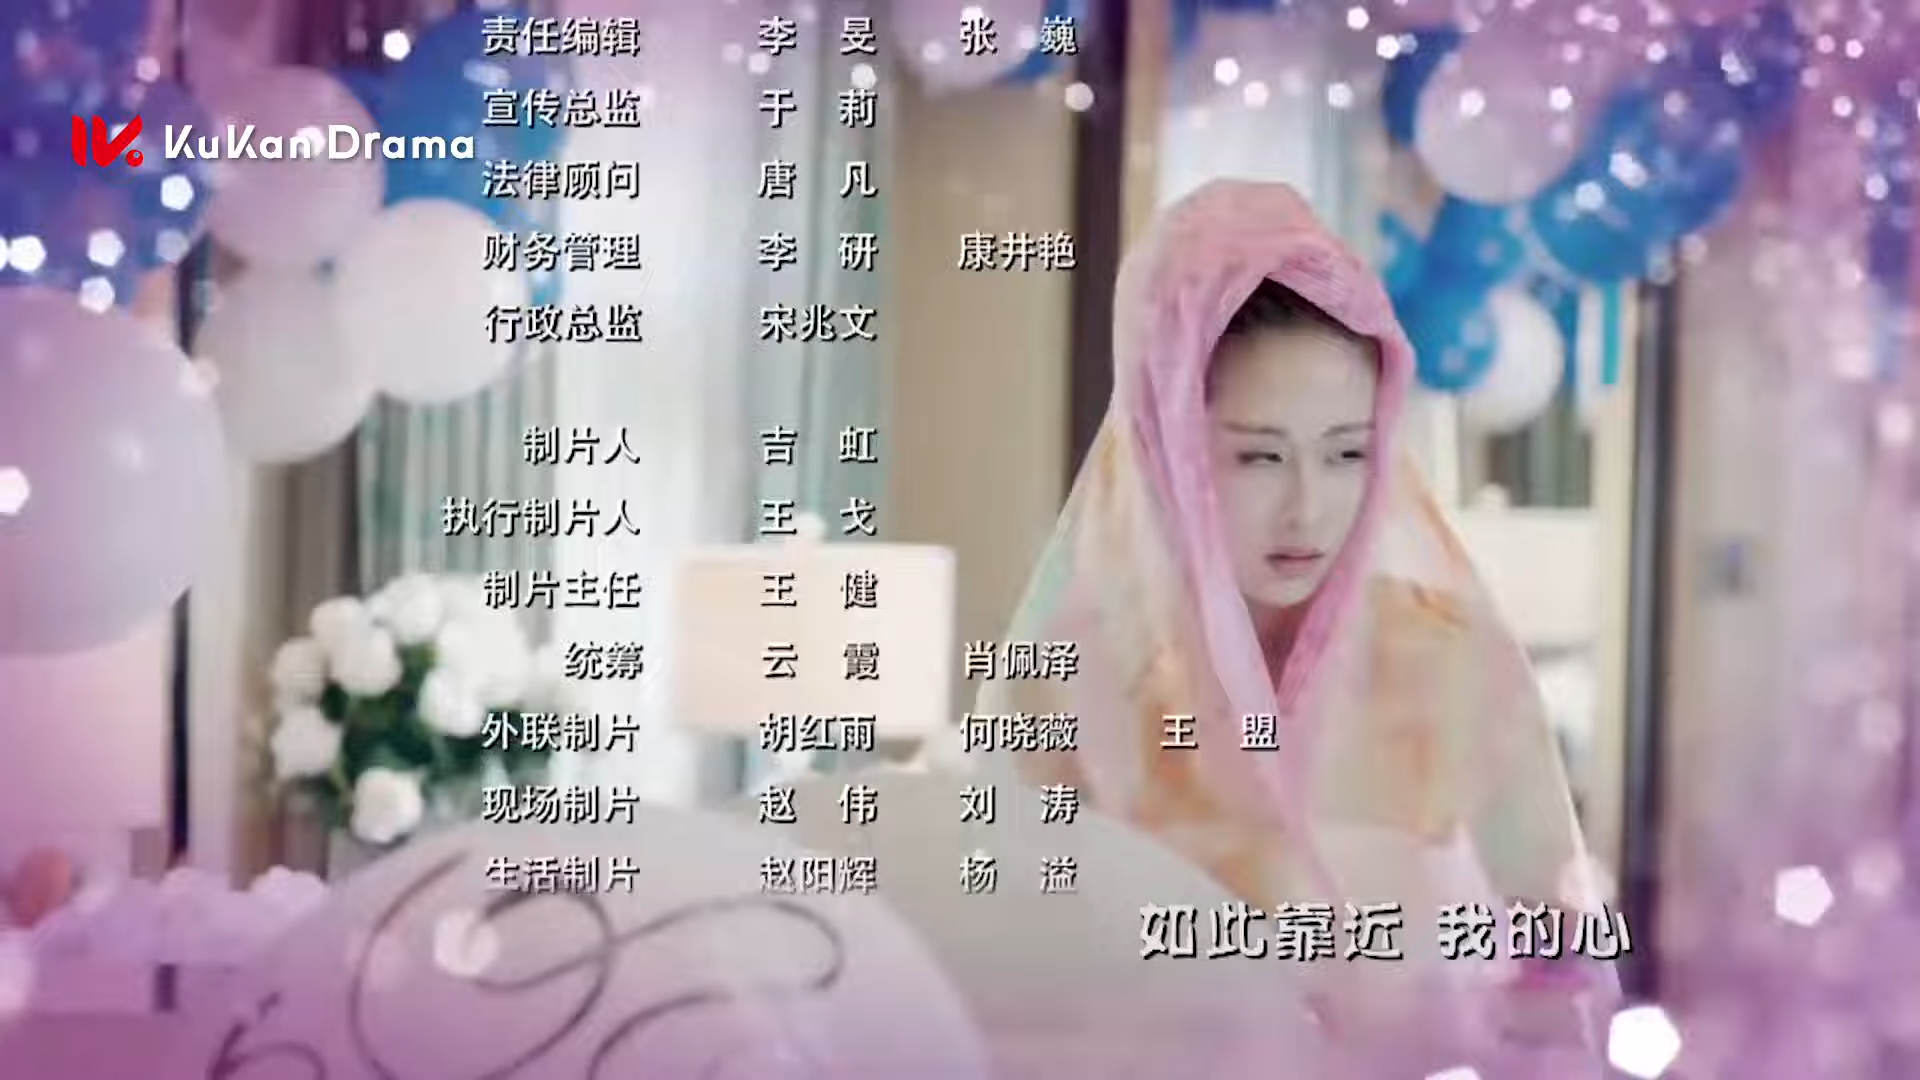 责任编辑 李 旻 张 巍
宣传总监 于 莉
KuKan Drama
法律顾问 唐 凡
财务管理 李 研 康井艳
行政总监 宋兆文
制片人 吉 虹
执行制片人 王 戈
制片主任 王 健
统筹 云 霞 肖佩泽
外联制片 胡红雨 何晓薇 王 盟
现场制片 赵 伟 刘 涛
生活制片 赵阳辉 杨 溢
如此靠近 我的心